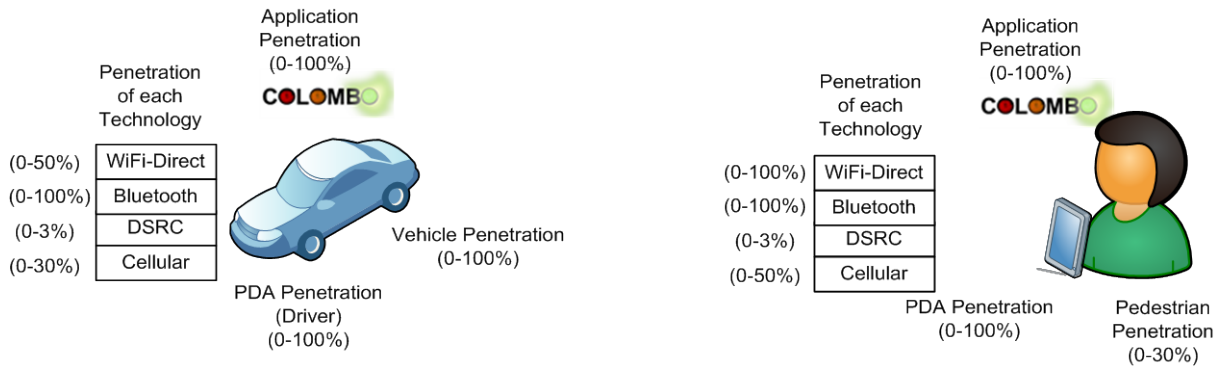 Application
Penetration
(0-100%)
COLOMBO
Penetration
of each
Technology
(0-50%) WiFi-Direct
(0-100%) Bluetooth
(0-3%) DSRC
(0-30%) Cellular
Vehicle Penetration
(0-100%)
PDA Penetration
(Driver)
(0-100%)
Application
Penetration
(0-100%)
COLOMBO
Penetration
of each
Technology
(0-100%) WiFi-Direct
(0-100%) Bluetooth
(0-3%) DSRC
(0-50%) Cellular
PDA Penetration
(0-100%)
Pedestrian
Penetration
(0-30%)